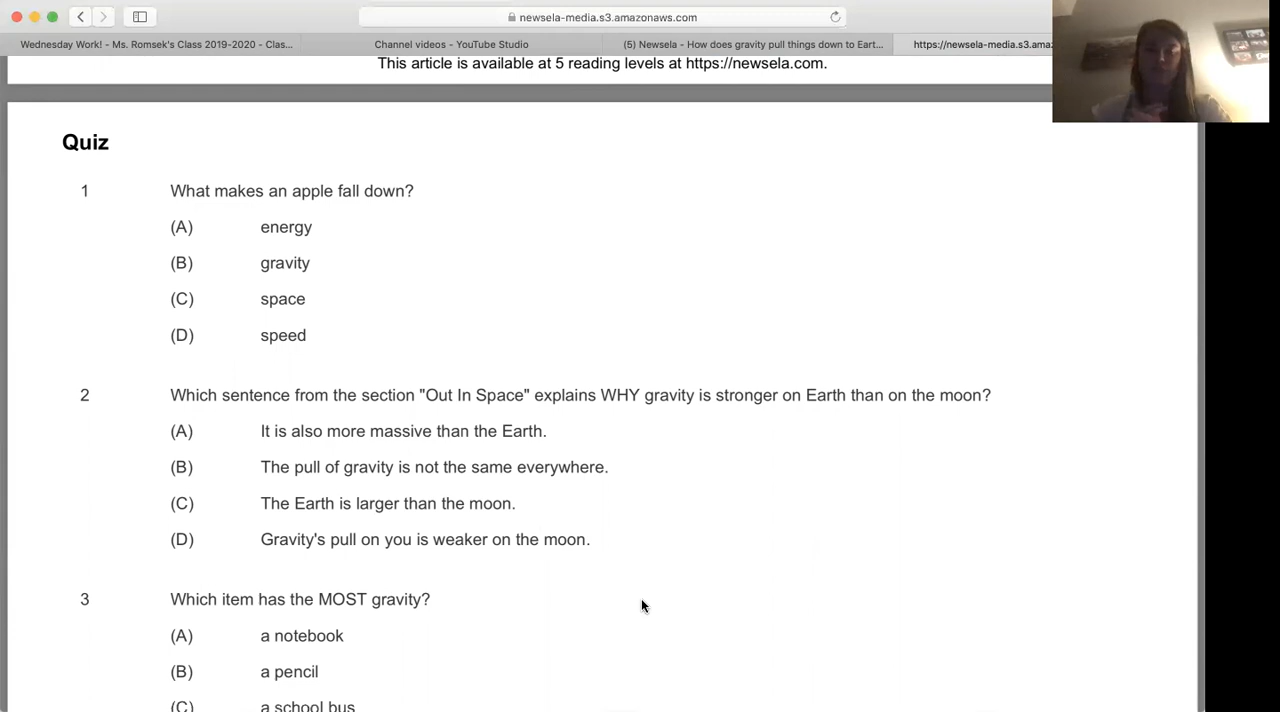 newsela-media.s3.amazonaws.com
Wednesday Work! - Ms. Romsek's Class 2019-2020 - Clas...
Channel videos - YouTube Studio
(5) Newsela - How does gravity pull things down to Eart...
https://newsela-media.s3.amaz
This article is available at 5 reading levels at https://newsela.com.
Quiz
1 What makes an apple fall down?
(A) energy
(B) gravity
(C) space
(D) speed
2 Which sentence from the section "Out In Space" explains WHY gravity is stronger on Earth than on the moon?
(A) It is also more massive than the Earth.
(B) The pull of gravity is not the same everywhere.
(C) The Earth is larger than the moon.
(D) Gravity's pull on you is weaker on the moon.
3 Which item has the MOST gravity?
(A) a notebook
(B) a pencil
(C) a school bus